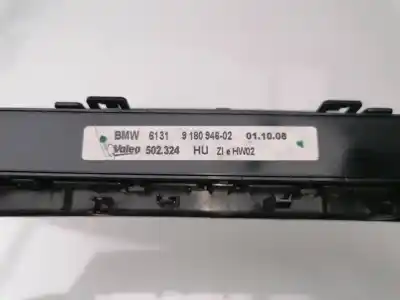 BMW 6131 9 180 946-02 01.10.08
Valeo 502.324 HU ZI e HW02